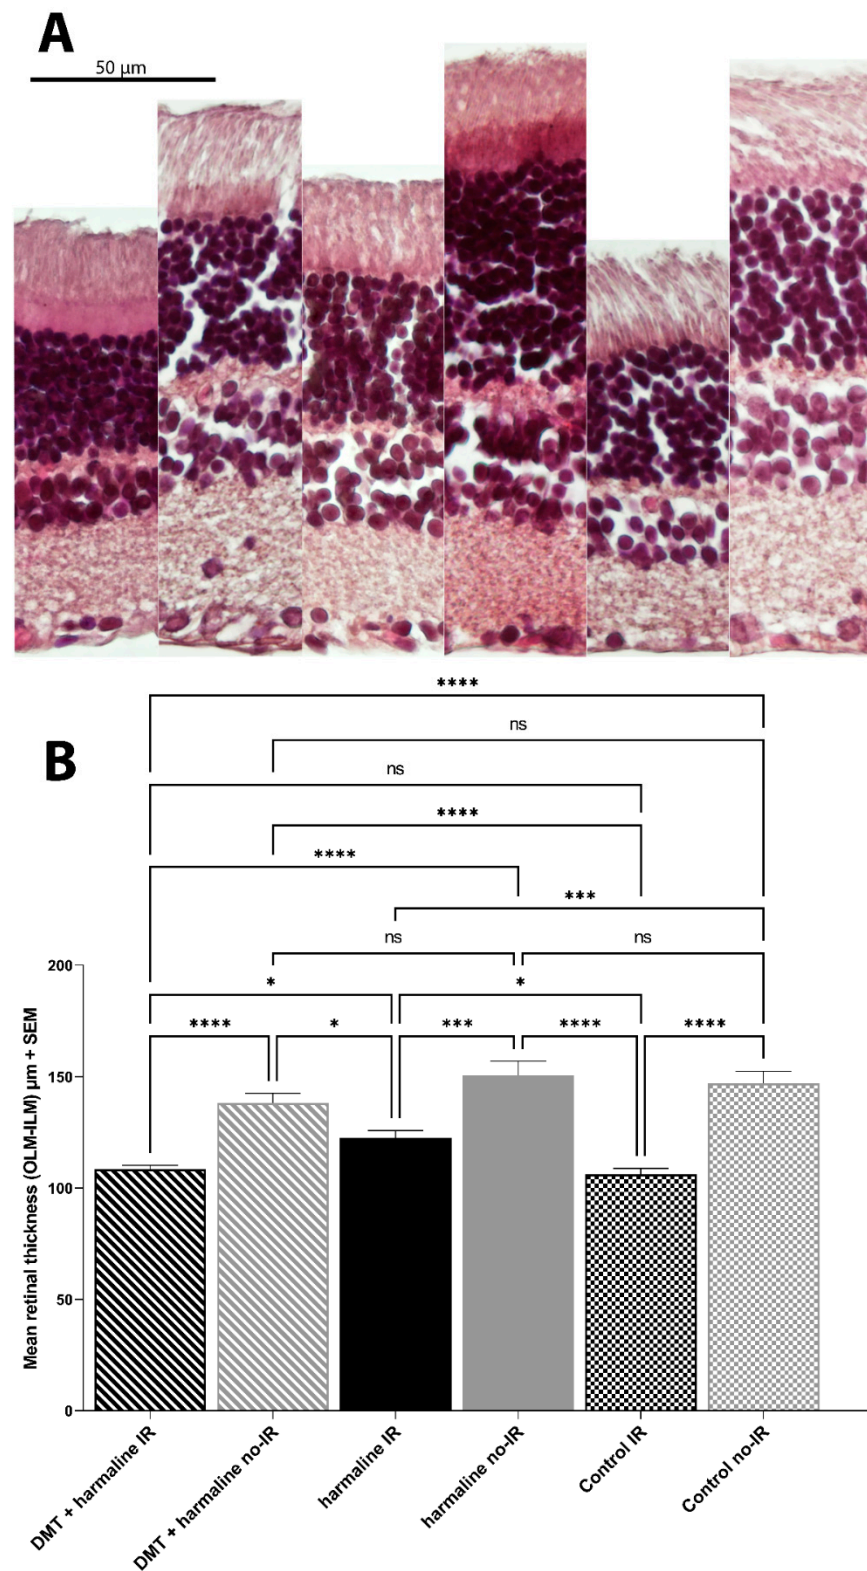 A
50 µm
****
ns
B
ns
****
****
***
ns
ns
200
*
*
****
*
***
****
****
150
100
50
0
Mean retinal thickness (OLM-ILM) µm + SEM
DMT + harmaline IR
DMT + harmaline no-IR
harmaline IR
harmaline no-IR
Control IR
Control no-IR